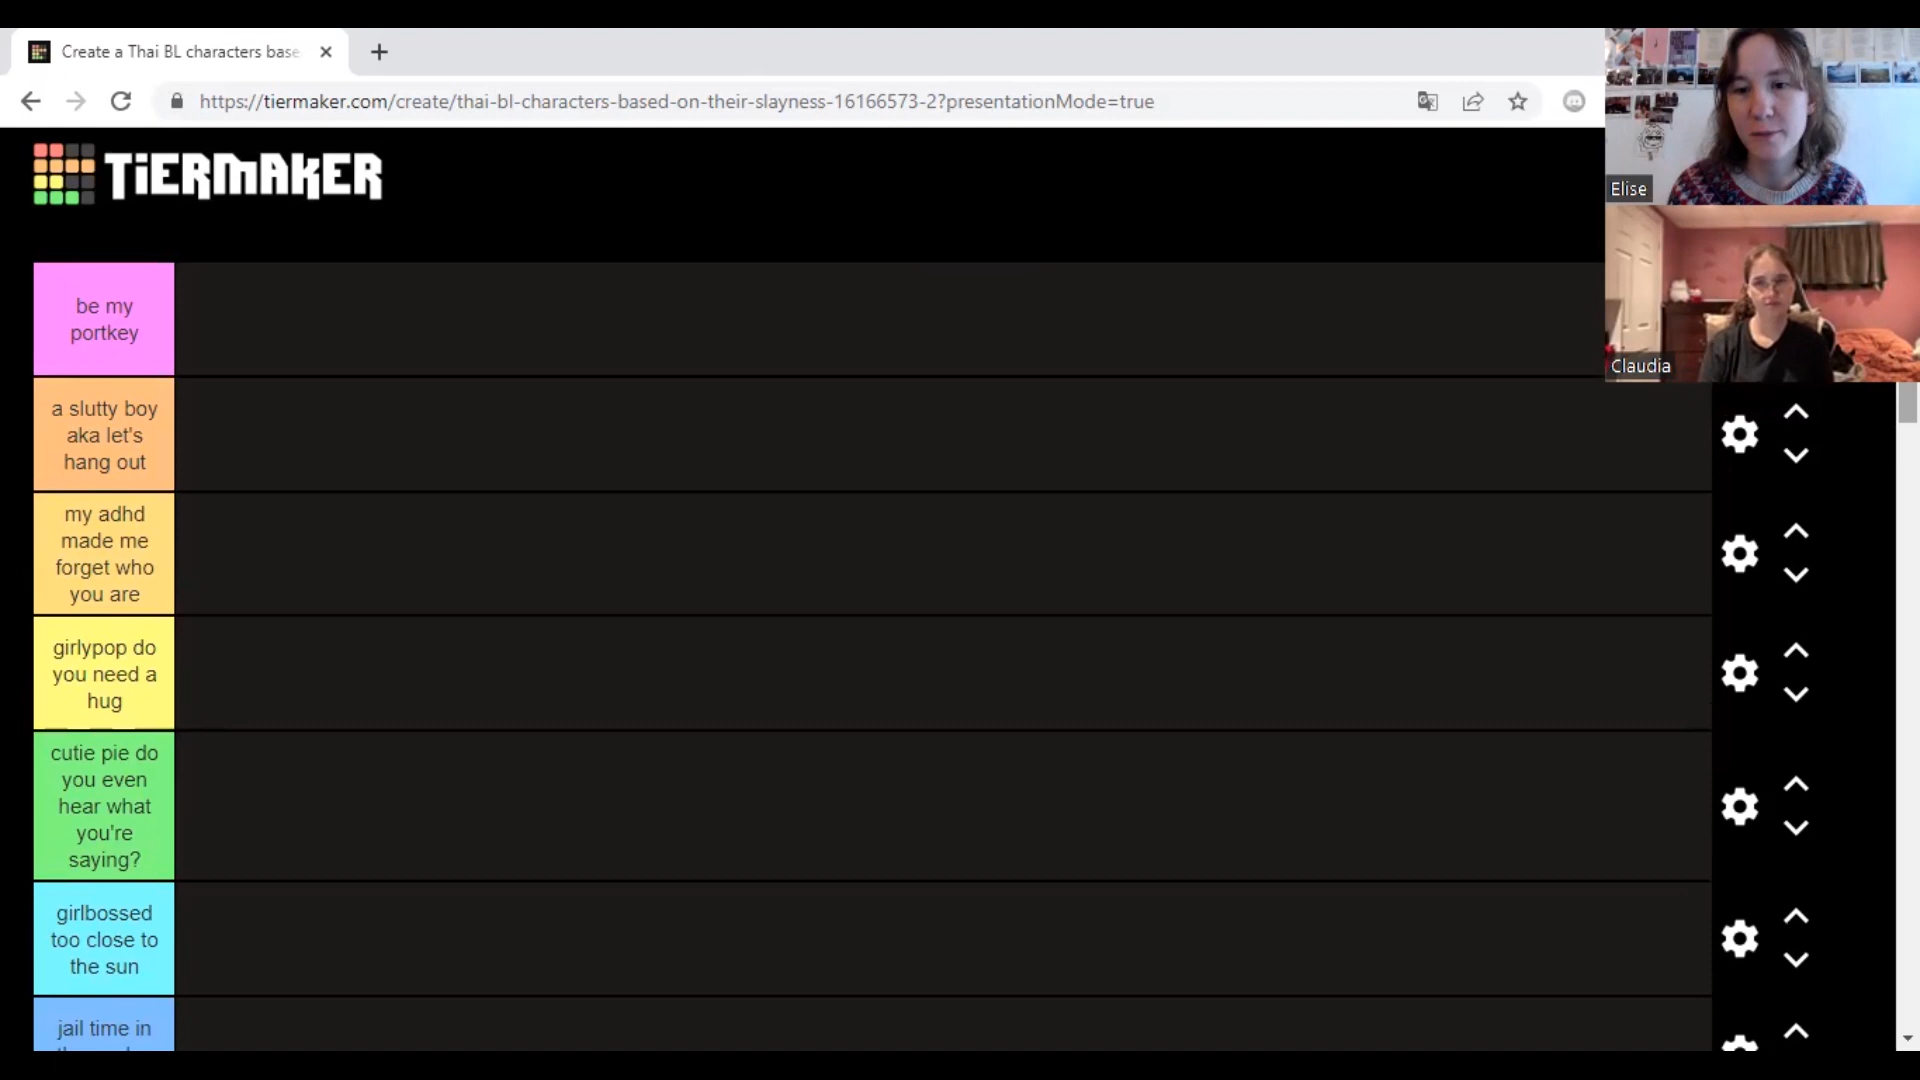 Create a Thai BL characters base
https://tiermaker.com/create/thai-bl-characters-based-on-their-slayness-16166573-2?presentationMode=true
TiERMAKER
Elise
Claudia
be my
portkey
a slutty boy
aka let's
hang out
my adhd
made me
forget who
you are
girlypop do
you need a
hug
cutie pie do
you even
hear what
you're
saying?
girlbossed
too close to
the sun
jail time in